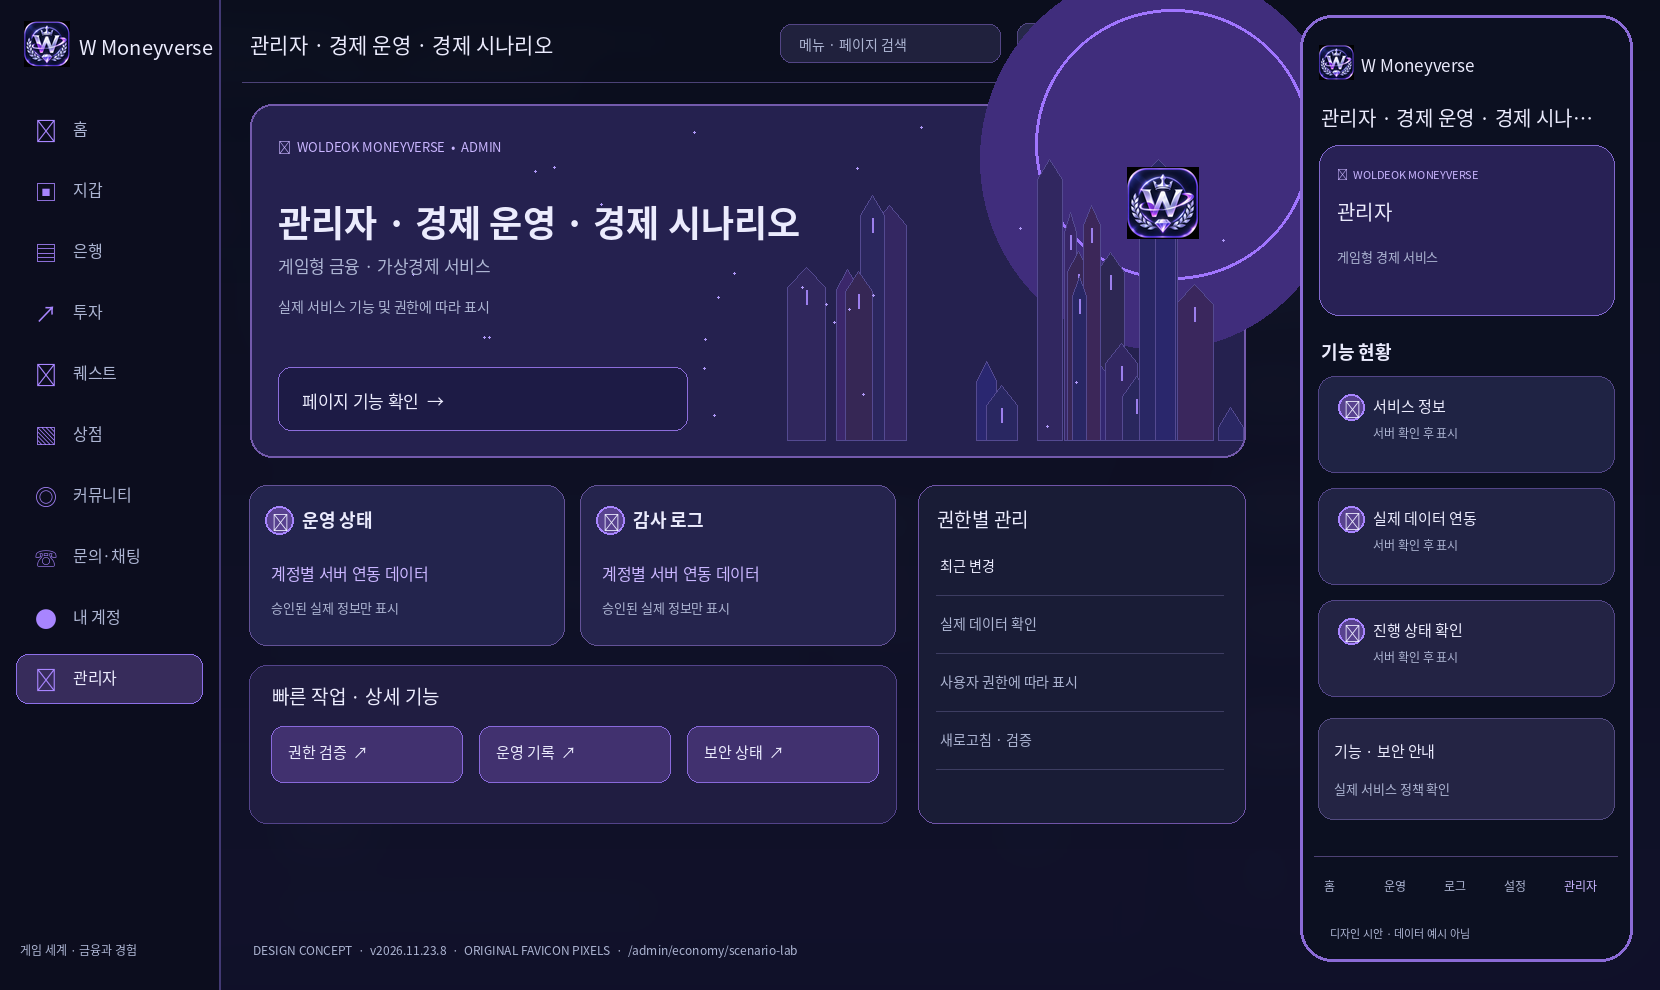 W Moneyverse
홈
지갑
은행
투자
퀘스트
상점
커뮤니티
문의·채팅
내 계정
관리자
게임 세계 · 금융과 경험
관리자 · 경제 운영 · 경제 시나리오
메뉴 · 페이지 검색
WOLDEOK MONEYVERSE • ADMIN
관리자 · 경제 운영 · 경제 시나리오
게임형 금융 · 가상경제 서비스
실제 서비스 기능 및 권한에 따라 표시
페이지 기능 확인 →
W
운영 상태
계정별 서버 연동 데이터
승인된 실제 정보만 표시
감사 로그
계정별 서버 연동 데이터
승인된 실제 정보만 표시
권한별 관리
최근 변경
실제 데이터 확인
사용자 권한에 따라 표시
새로고침 · 검증
빠른 작업 · 상세 기능
권한 검증 ↗
운영 기록 ↗
보안 상태 ↗
DESIGN CONCEPT · v2026.11.23.8 · ORIGINAL FAVICON PIXELS · /admin/economy/scenario-lab
W Moneyverse
관리자 · 경제 운영 · 경제 시나…
WOLDEOK MONEYVERSE
관리자
게임형 경제 서비스
기능 현황
서비스 정보
서버 확인 후 표시
실제 데이터 연동
서버 확인 후 표시
진행 상태 확인
서버 확인 후 표시
기능 · 보안 안내
실제 서비스 정책 확인
홈 운영 로그 설정 관리자
디자인 시안 · 데이터 예시 아님